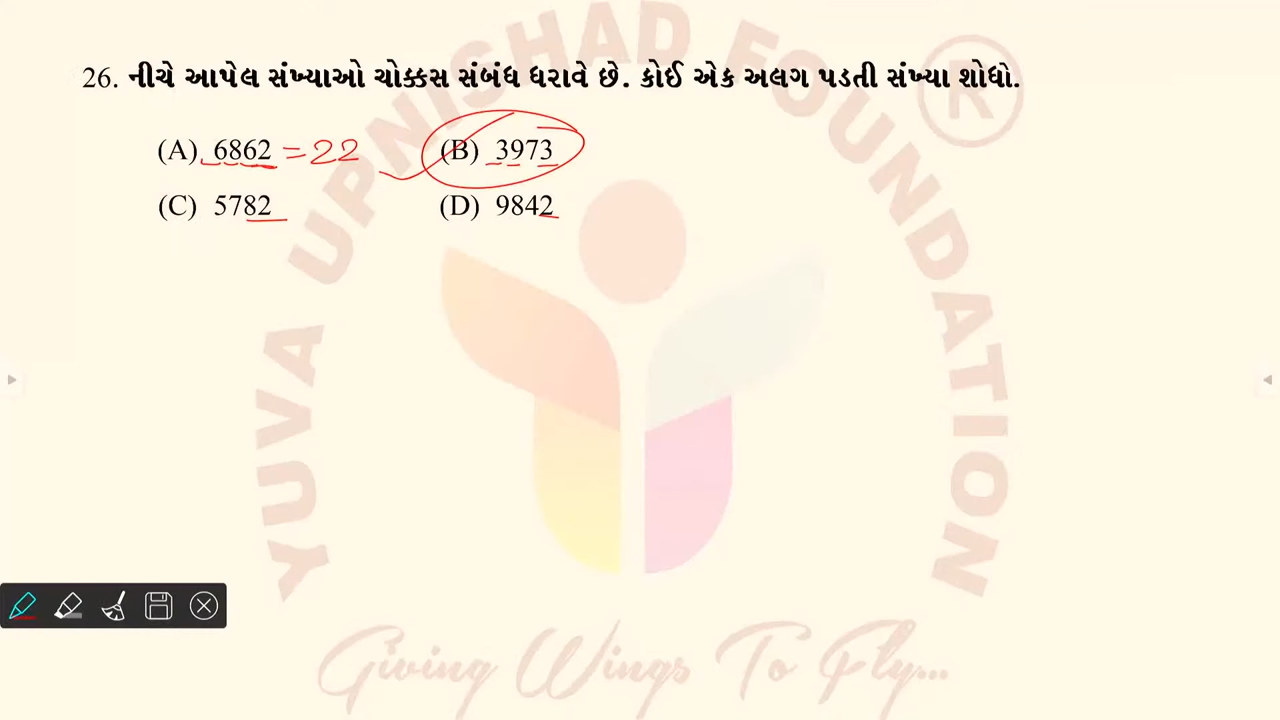 26. નીચે આપેલ સંખ્યાઓ ચોક્કસ સંબંધ ધરાવે છે. કોઈ એક અલગ પડતી સંખ્યા શોધો.
(A) 6862 = 22 (B) 3973
(C) 5782 (D) 9842
YUVA UPNISHAD FOUNDATION
R
Giving Wings To Fly...